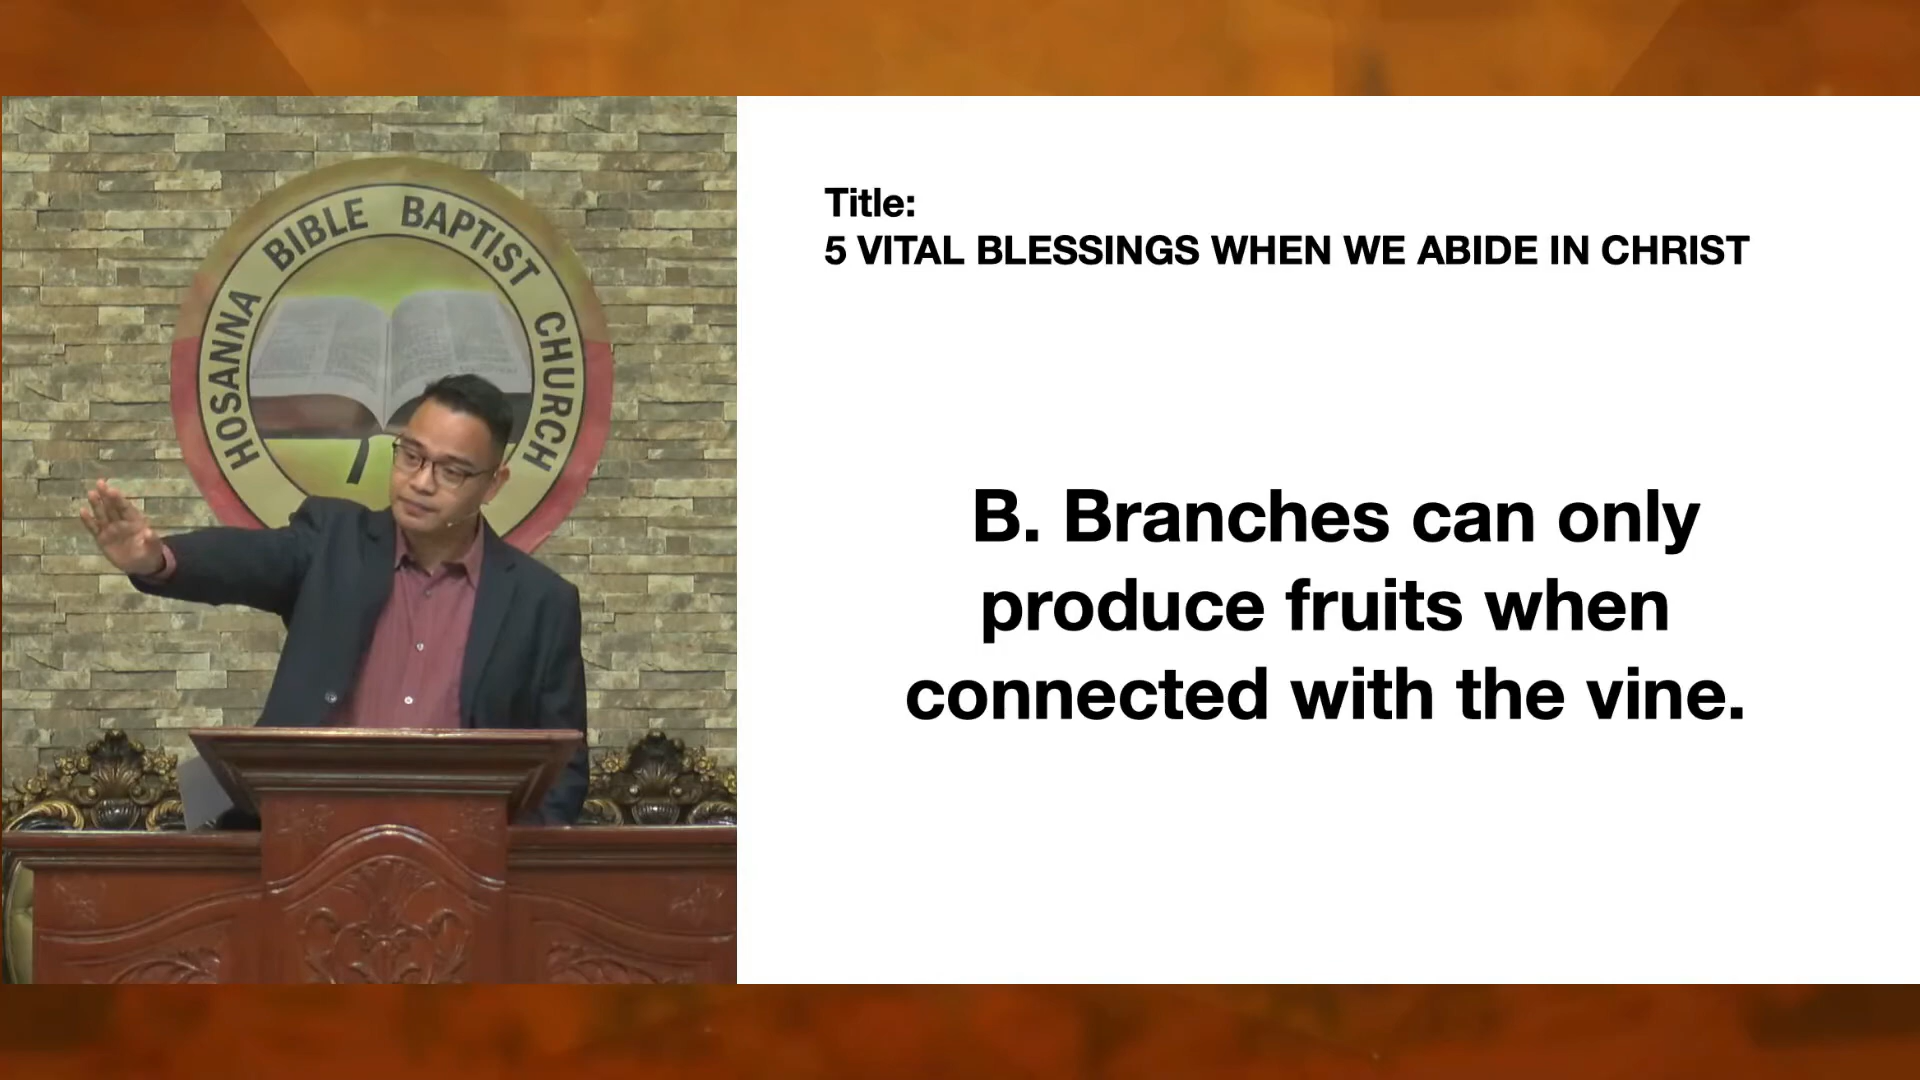 HOSANNA BIBLE BAPTIST CHURCH
Title:
5 VITAL BLESSINGS WHEN WE ABIDE IN CHRIST
B. Branches can only
produce fruits when
connected with the vine.